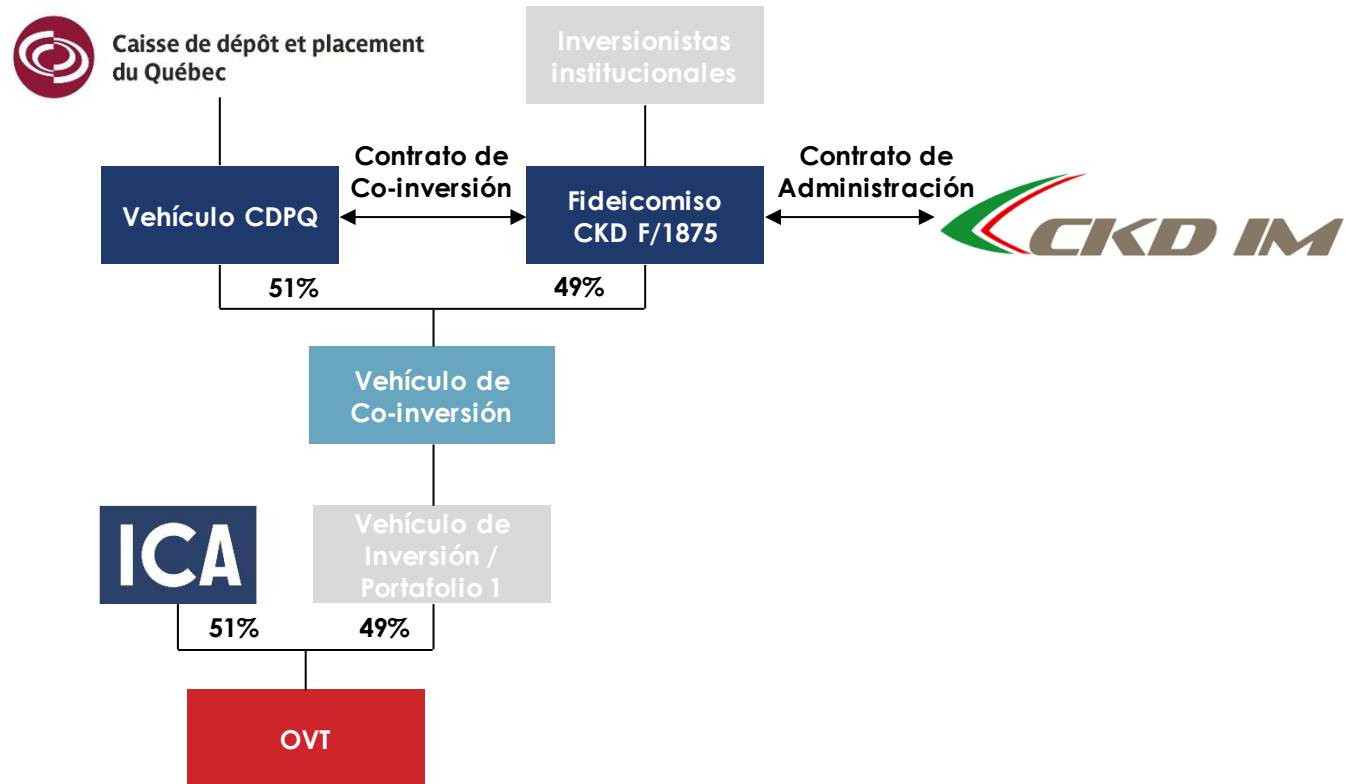 Caisse de dépôt et placement
du Québec
Inversionistas
institucionales
Contrato de
Co-inversión
Contrato de
Administración
Vehículo CDPQ
Fideicomiso
CKD F/1875
CKD IM
51%
49%
Vehículo de
Co-inversión
ICA
Vehículo de
Inversión /
Portafolio 1
51%
49%
OVT